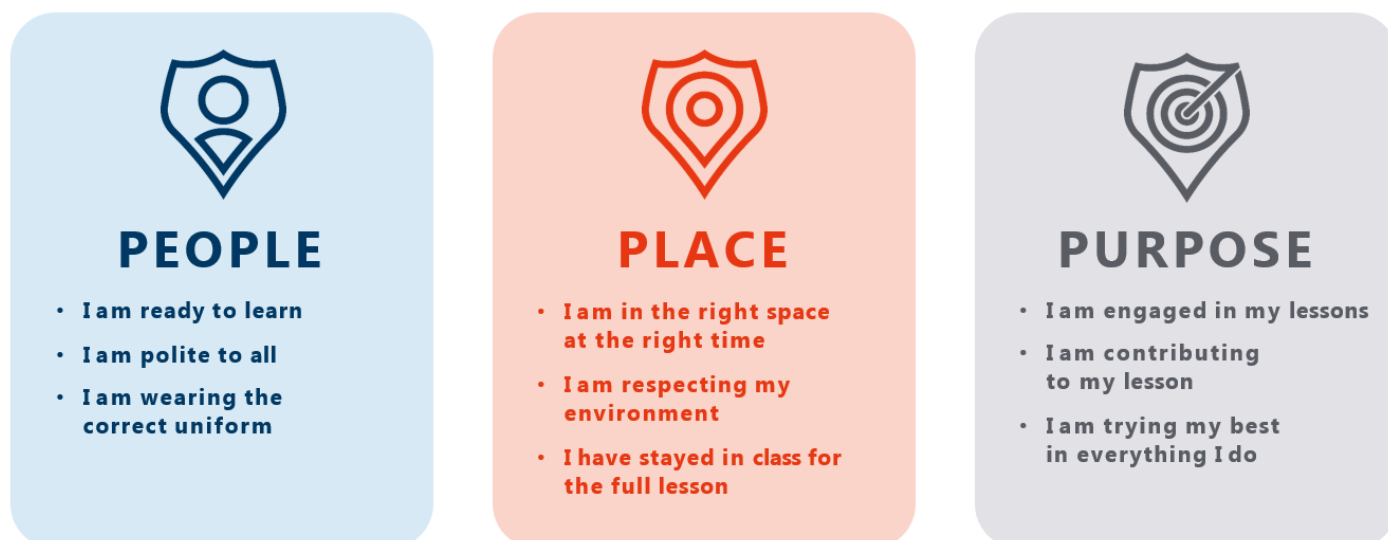 PEOPLE
• I am ready to learn
• I am polite to all
• I am wearing the
correct uniform
PLACE
• I am in the right space
at the right time
• I am respecting my
environment
• I have stayed in class for
the full lesson
PURPOSE
• I am engaged in my lessons
• I am contributing
to my lesson
• I am trying my best
in everything I do